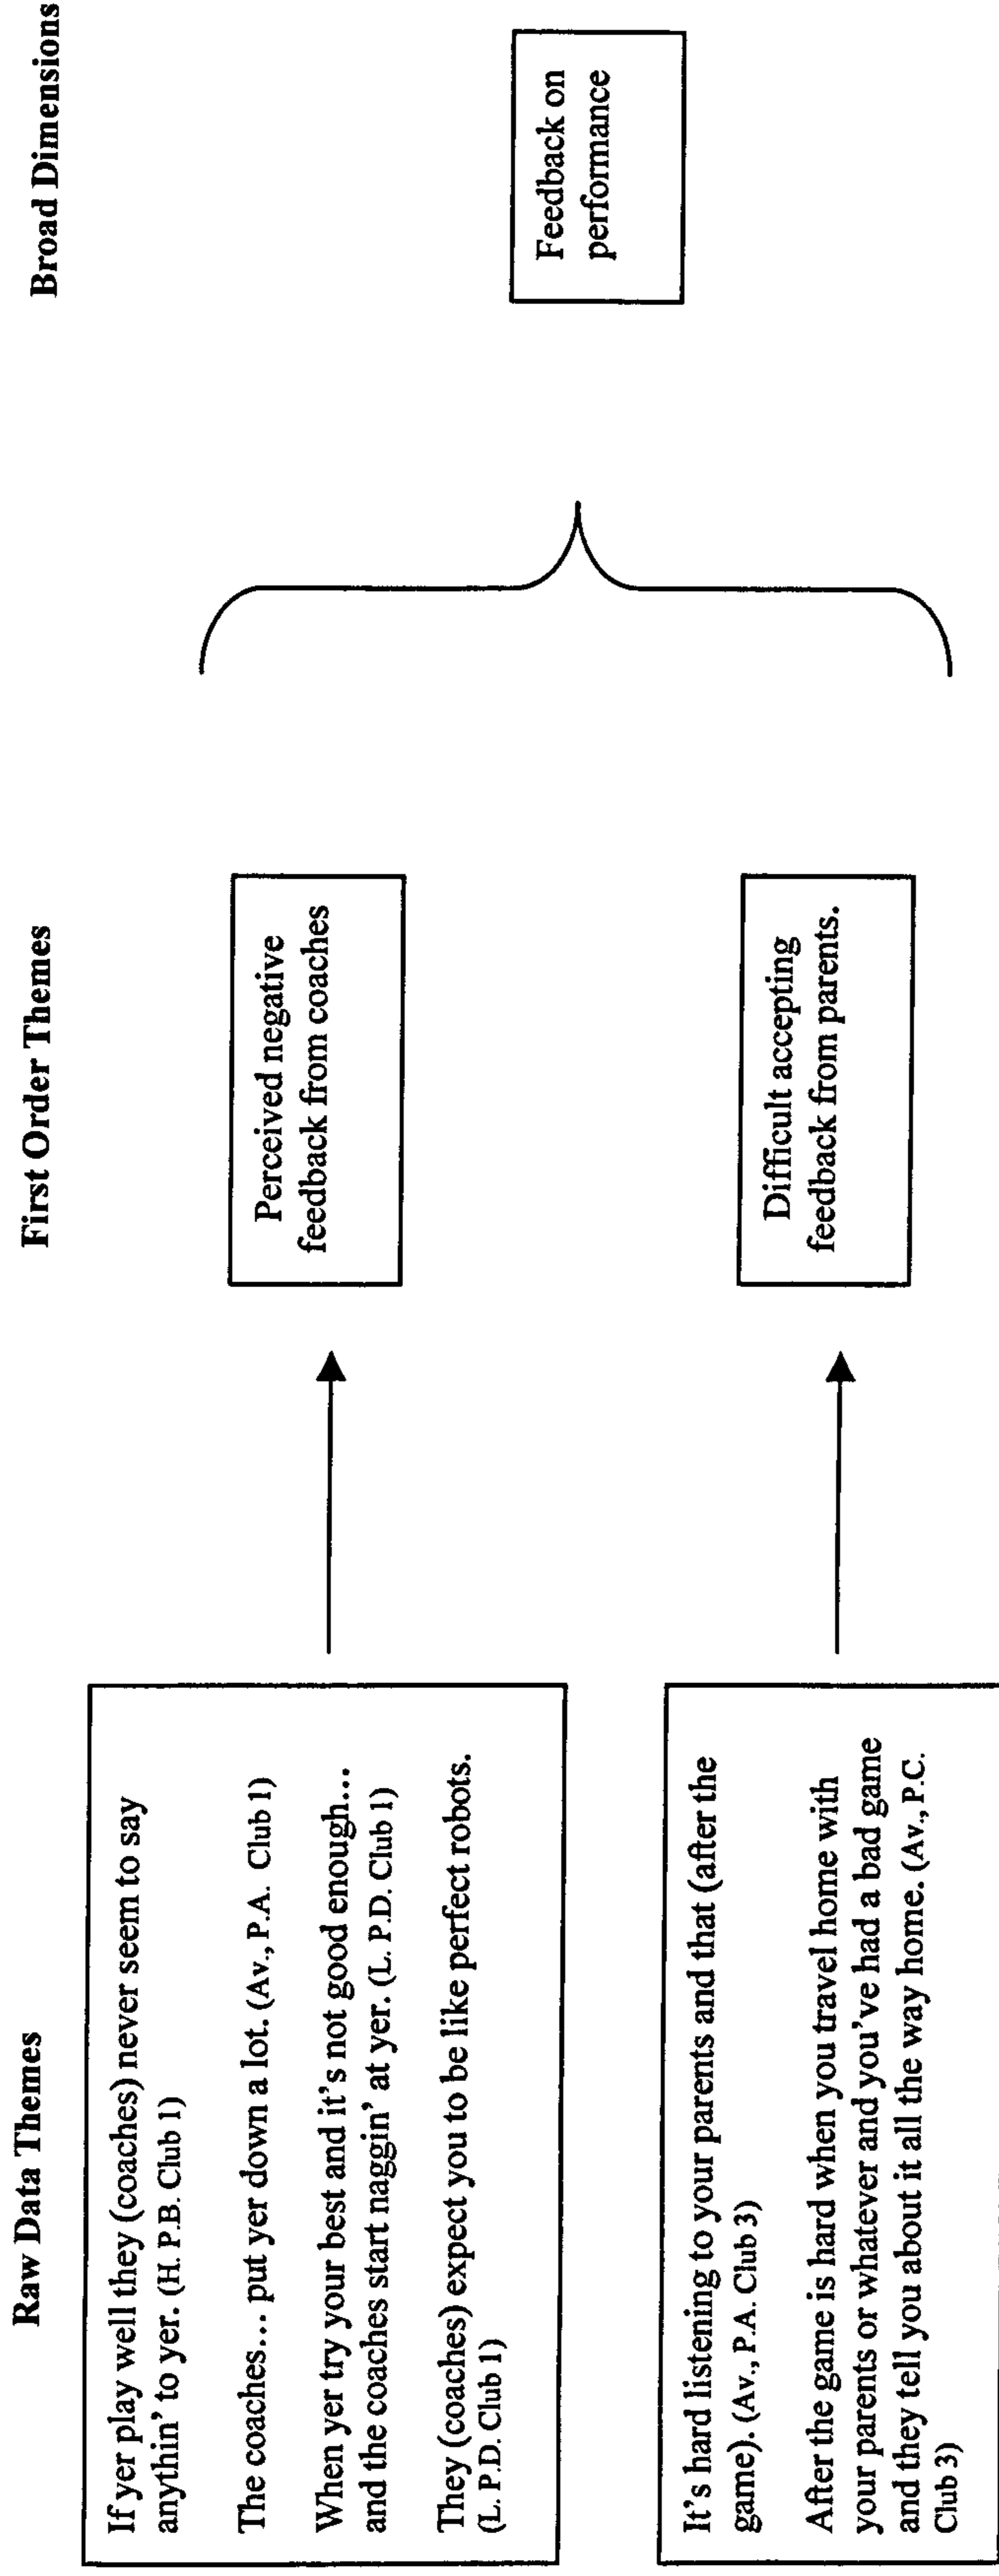 Raw Data Themes
First Order Themes
Broad Dimensions
If yer play well they (coaches) never seem to say
anythin' to yer. (H. P.B. Club 1)
The coaches... put yer down a lot. (Av., P.A. Club 1)
When yer try your best and it's not good enough...
and the coaches start naggin' at yer. (L. P.D. Club 1)
They (coaches) expect you to be like perfect robots.
(L. P.D. Club 1)
Perceived negative
feedback from coaches
Feedback on
performance
It's hard listening to your parents and that (after the
game). (Av., P.A. Club 3)
After the game is hard when you travel home with
your parents or whatever and you've had a bad game
and they tell you about it all the way home. (Av., P.C.
Club 3)
Difficult accepting
feedback from parents.